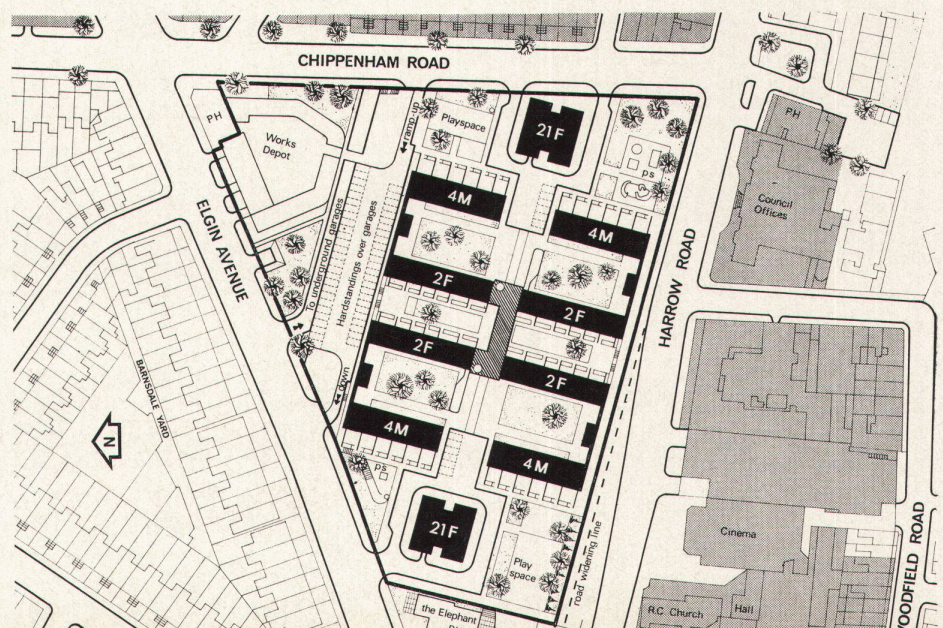 CHIPPENHAM ROAD
PH
Works
Depot
ramp-up
Playspace
21F
ps
PH
Council
Offices
ELGIN AVENUE
To underground garages
Hardstandings over garages
4M
4M
HARROW ROAD
2F
2F
2F
2F
BARNSDALE YARD
N
down
4M
4M
ps
21F
Play
space
road widening line
Cinema
WOODFIELD ROAD
the Elephant
R.C. Church
Hall